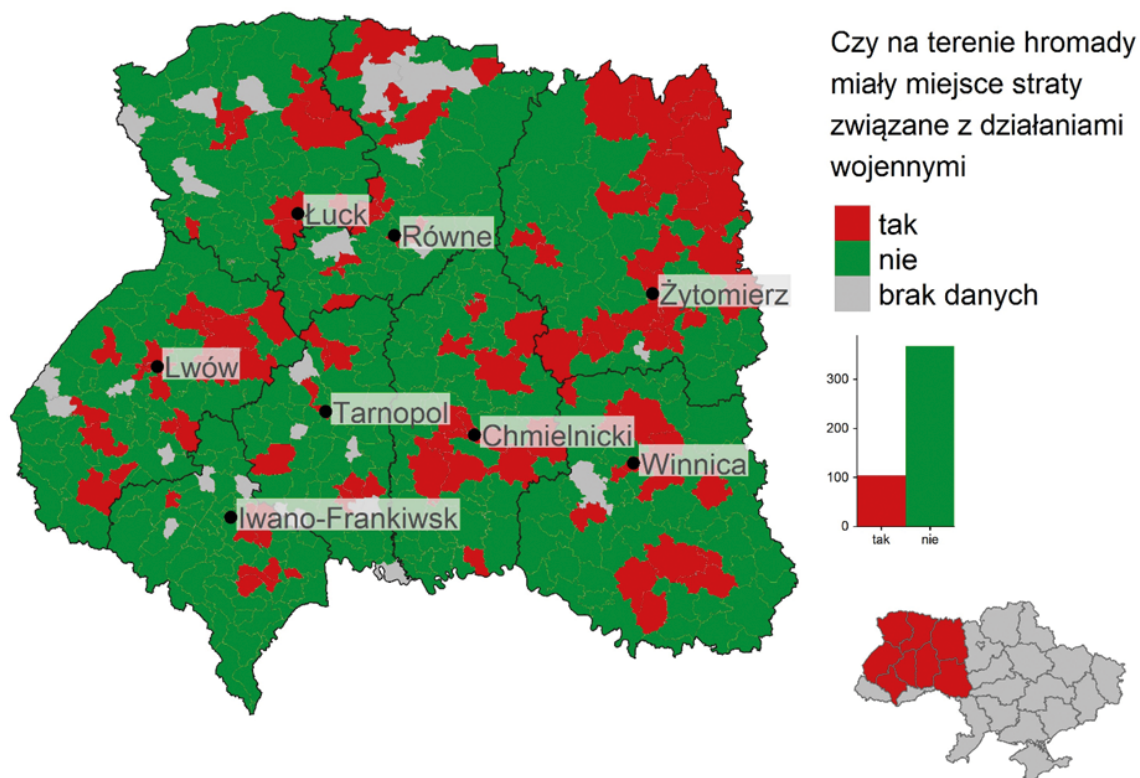 Czy na terenie hromady
miały miejsce straty
związane z działaniami
wojennymi
tak
nie
brak danych
Łuck
Równe
Żytomierz
Lwów
Tarnopol
Chmielnicki
Winnica
Iwano-Frankiwsk
300
200
100
0
tak
nie